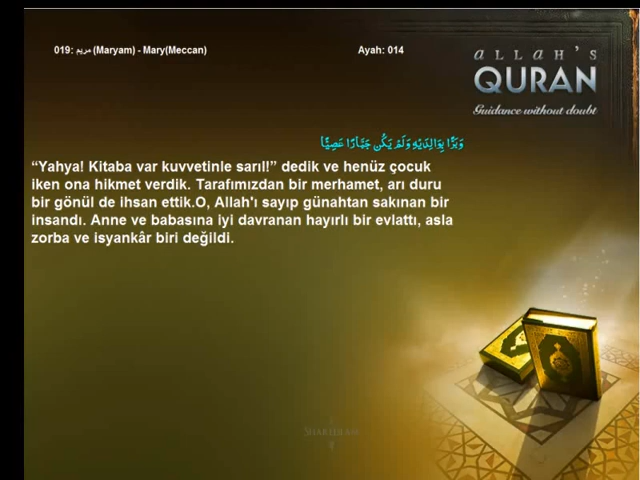 019: مريم (Maryam) - Mary(Meccan)
Ayah: 014
ALLAH'S
QURAN
Guidance without doubt
وَبَرًّا بِوَالِدَيْهِ وَلَمْ يَكُن جَبَّارًا عَصِيًّا
“Yahya! Kitaba var kuvvetinle sarıl!” dedik ve henüz çocuk
iken ona hikmet verdik. Tarafımızdan bir merhamet, arı duru
bir gönül de ihsan ettik.O, Allah'ı sayıp günahtan sakınan bir
insandı. Anne ve babasına iyi davranan hayırlı bir evlattı, asla
zorba ve isyankâr biri değildi.